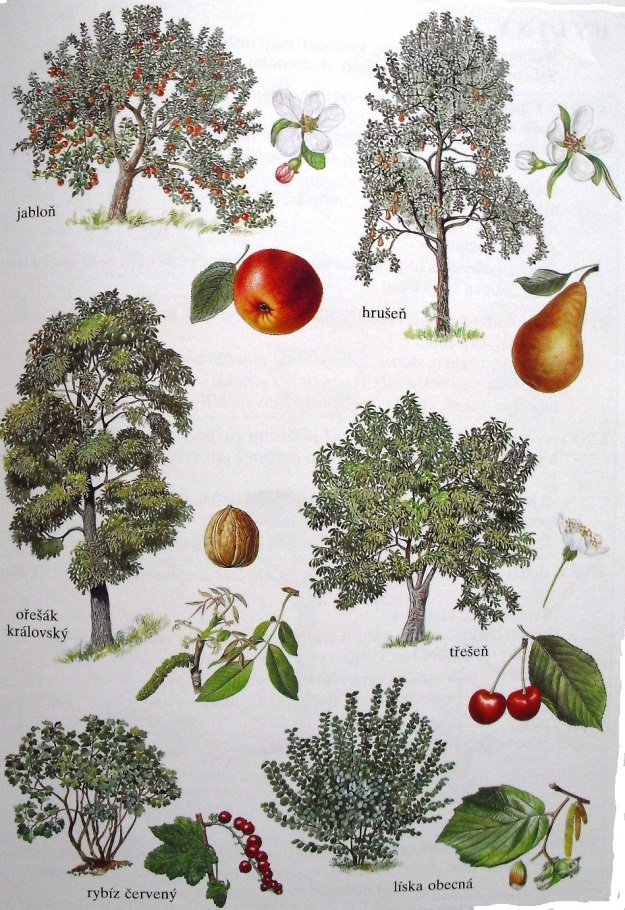 jabloň
hrušeň
ořešák
královský
třešeň
rybíz červený
líska obecná